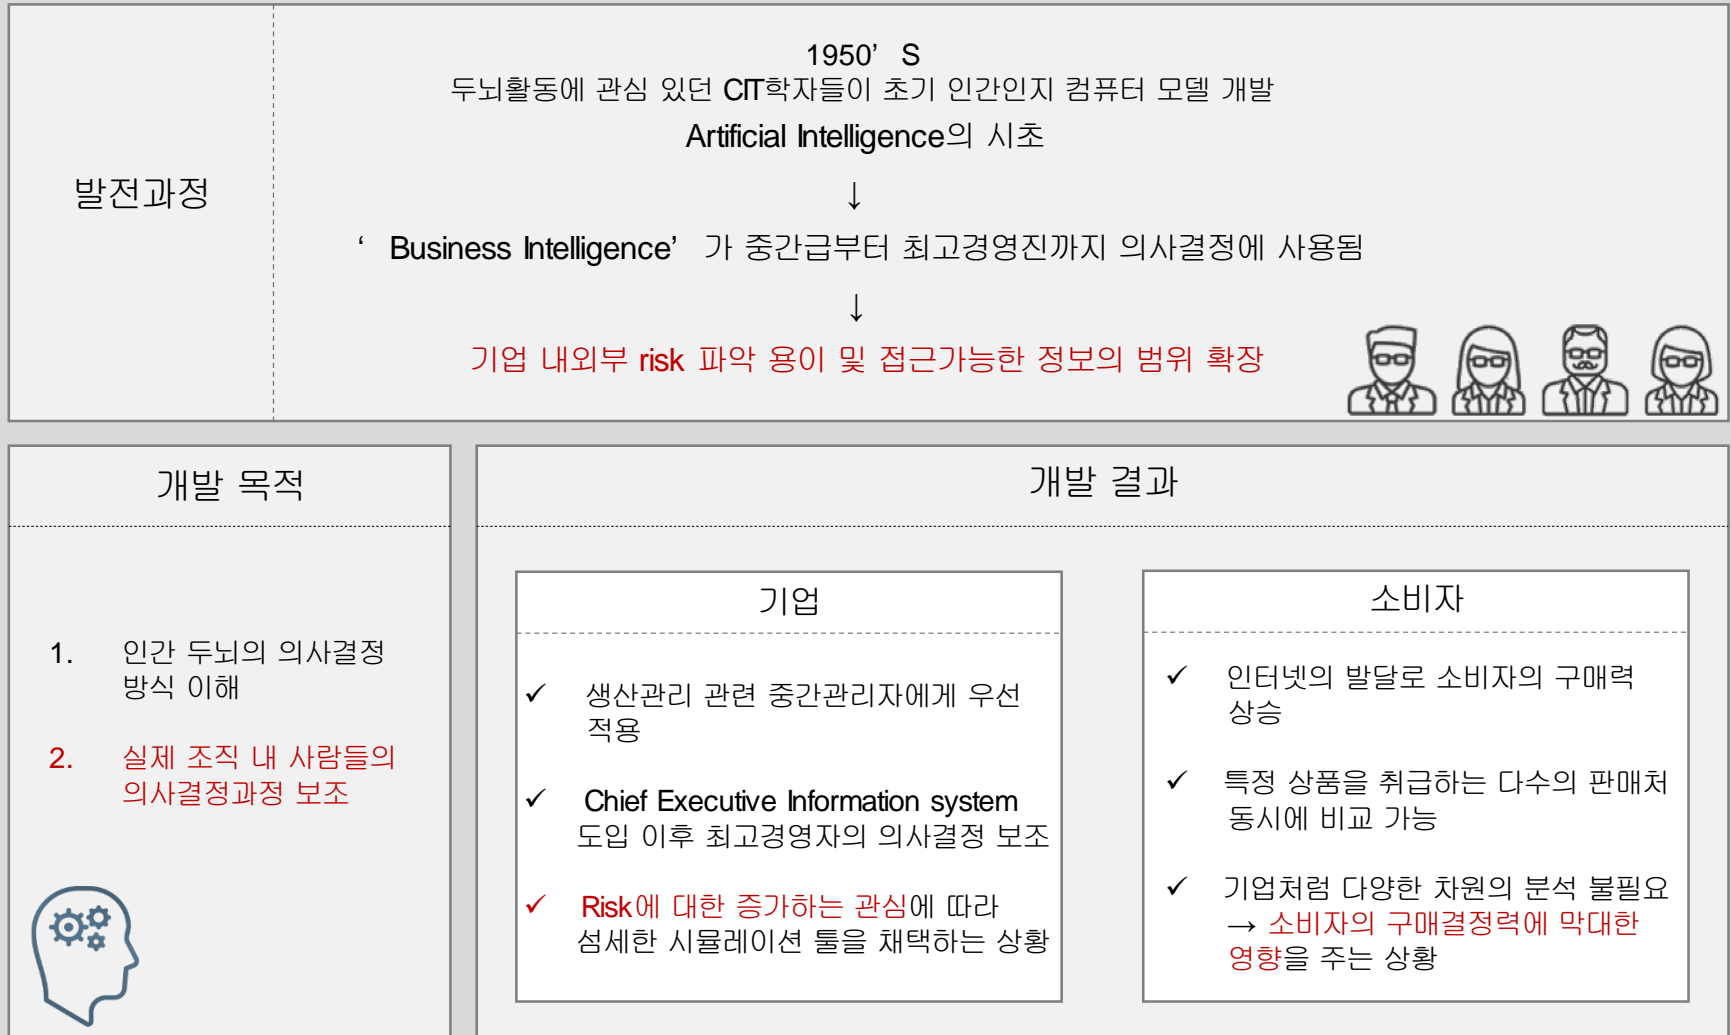 1950’ S
두뇌활동에 관심 있던 CIT학자들이 초기 인간인지 컴퓨터 모델 개발
Artificial Intelligence의 시초
발전과정
↓
‘ Business Intelligence’ 가 중간급부터 최고경영진까지 의사결정에 사용됨
↓
기업 내외부 risk 파악 용이 및 접근가능한 정보의 범위 확장
개발 목적
1. 인간 두뇌의 의사결정
방식 이해
2. 실제 조직 내 사람들의
의사결정과정 보조
개발 결과
기업
✓ 생산관리 관련 중간관리자에게 우선
적용
✓ Chief Executive Information system
도입 이후 최고경영자의 의사결정 보조
✓ Risk에 대한 증가하는 관심에 따라
섬세한 시뮬레이션 툴을 채택하는 상황
소비자
✓ 인터넷의 발달로 소비자의 구매력
상승
✓ 특정 상품을 취급하는 다수의 판매처
동시에 비교 가능
✓ 기업처럼 다양한 차원의 분석 불필요
→ 소비자의 구매결정력에 막대한
영향을 주는 상황